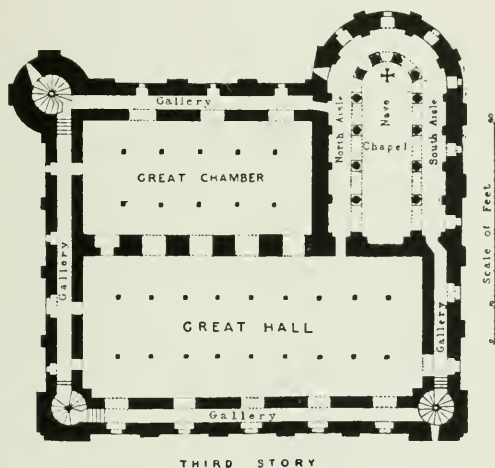 Gallery
North Aisle
Nave
South Aisle
Chapel
GREAT CHAMBER
Gallery
GREAT HALL
Gallery
Gallery
Scale of Feet
THIRD STORY